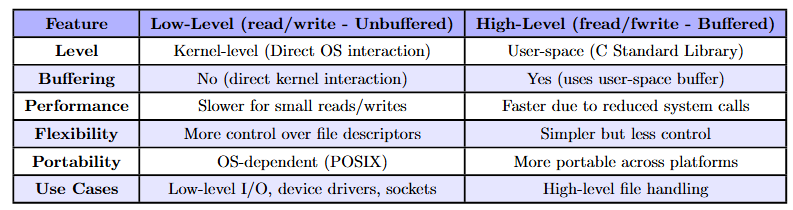 Feature Low-Level (read/write - Unbuffered) High-Level (fread/fwrite - Buffered)
Level Kernel-level (Direct OS interaction) User-space (C Standard Library)
Buffering No (direct kernel interaction) Yes (uses user-space buffer)
Performance Slower for small reads/writes Faster due to reduced system calls
Flexibility More control over file descriptors Simpler but less control
Portability OS-dependent (POSIX) More portable across platforms
Use Cases Low-level I/O, device drivers, sockets High-level file handling